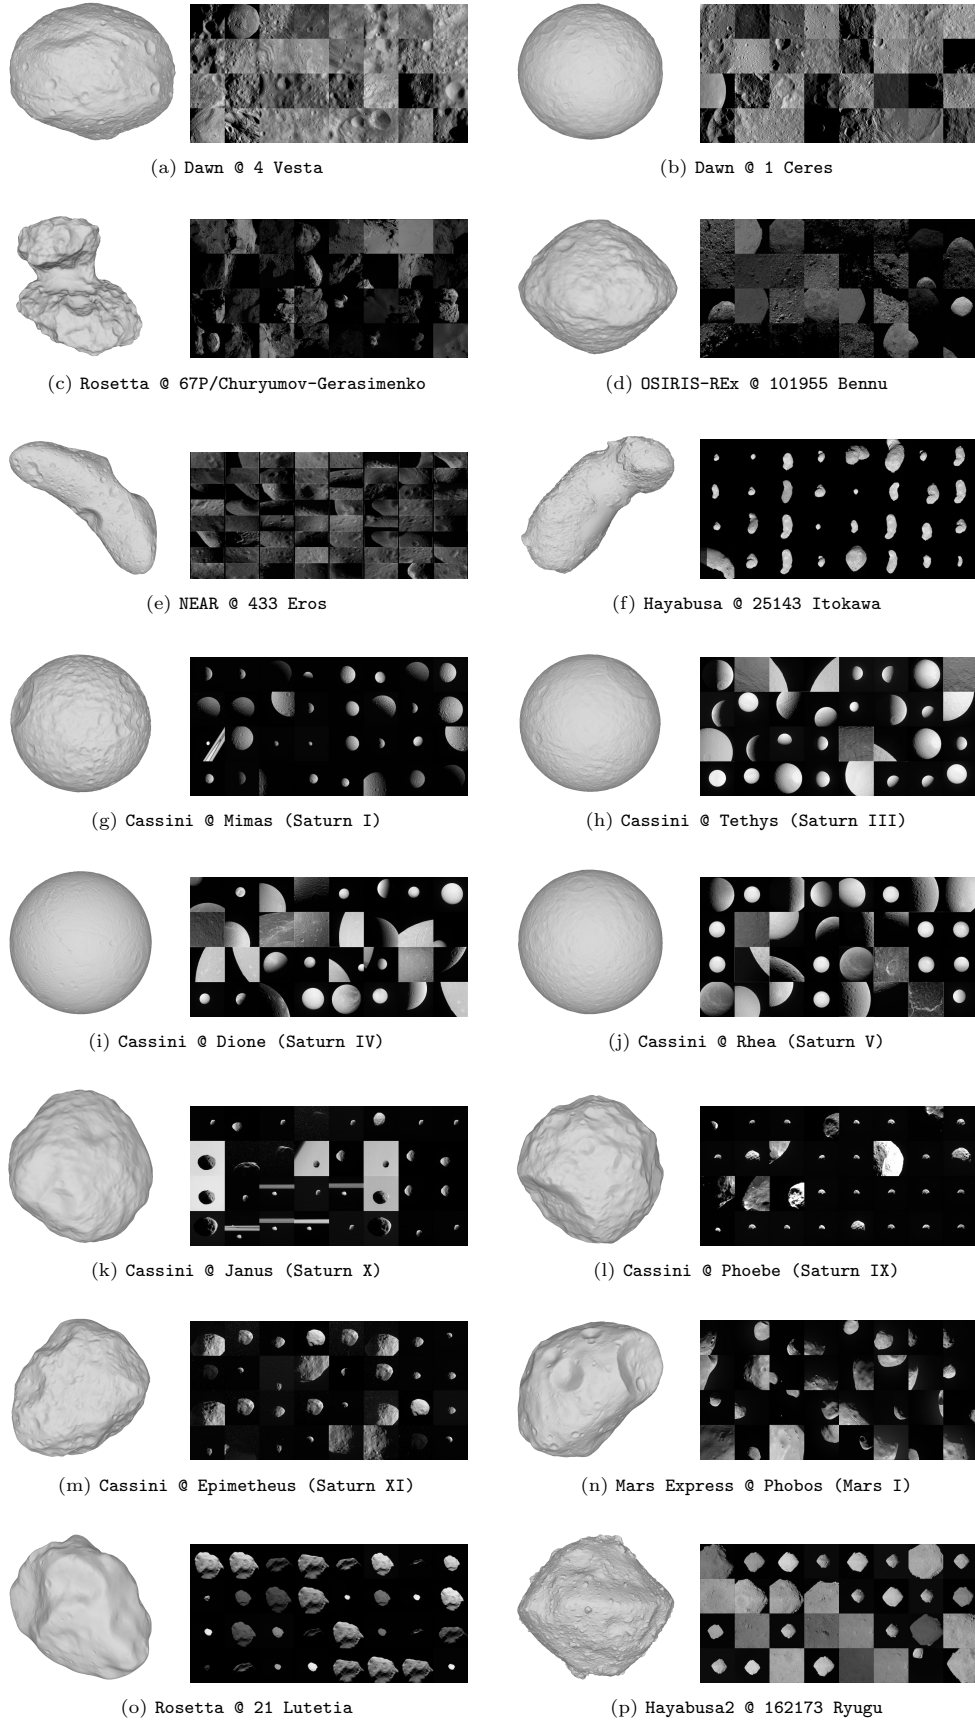 (a) Dawn @ 4 Vesta
(b) Dawn @ 1 Ceres
(c) Rosetta @ 67P/Churyumov-Gerasimenko
(d) OSIRIS-REx @ 101955 Bennu
(e) NEAR @ 433 Eros
(f) Hayabusa @ 25143 Itokawa
(g) Cassini @ Mimas (Saturn I)
(h) Cassini @ Tethys (Saturn III)
(i) Cassini @ Dione (Saturn IV)
(j) Cassini @ Rhea (Saturn V)
(k) Cassini @ Janus (Saturn X)
(l) Cassini @ Phoebe (Saturn IX)
(m) Cassini @ Epimetheus (Saturn XI)
(n) Mars Express @ Phobos (Mars I)
(o) Rosetta @ 21 Lutetia
(p) Hayabusa2 @ 162173 Ryugu